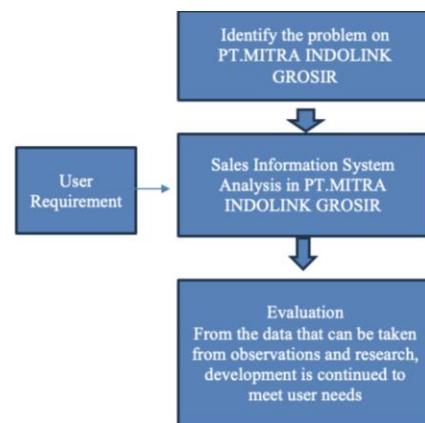 Identify the problem on
PT.MITRA INDOLINK
GROSIR
User
Requirement
Sales Information System
Analysis in PT.MITRA
INDOLINK GROSIR
Evaluation
From the data that can be taken
from observations and research,
development is continued to
meet user needs